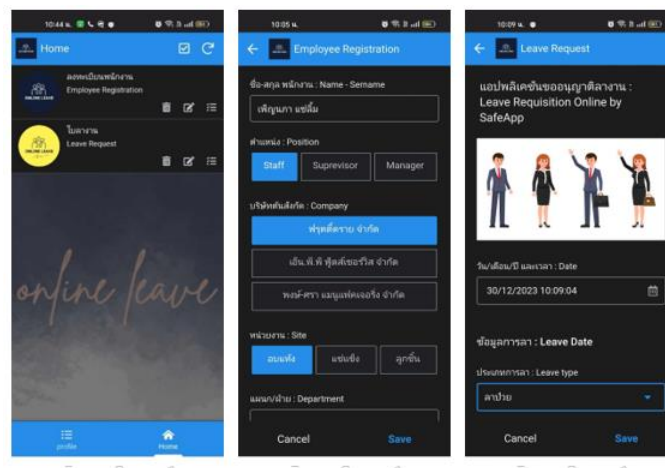 10:44 น.
Home
ลงทะเบียนพนักงาน
Employee Registration
ONLINE LEAVE
ใบลางาน
Leave Request
ONLINE LEAVE
online leave
profile
Home
10:05 น.
Employee Registration
ชื่อ-สกุล พนักงาน : Name - Sername
เพ็ญนภา แซ่ลิ้ม
ตำแหน่ง : Position
Staff
Suprevisor
Manager
บริษัทต้นสังกัด : Company
ฟรุตติ้ดราย จำกัด
เอ็น.พี.พี ฟู้ดส์เซอร์วิส จำกัด
พงษ์-ศรา แมนูแฟคเจอริ่ง จำกัด
หน่วยงาน : Site
อบแห้ง
แช่แข็ง
ลูกชิ้น
แผนก/ฝ่าย : Department
Cancel
Save
10:09 น.
Leave Request
แอปพลิเคชันขออนุญาติลางาน :
Leave Requisition Online by
SafeApp
วัน/เดือน/ปี และเวลา : Date
30/12/2023 10:09:04
ข้อมูลการลา : Leave Date
ประเภทการลา : Leave type
ลาป่วย
Cancel
Save